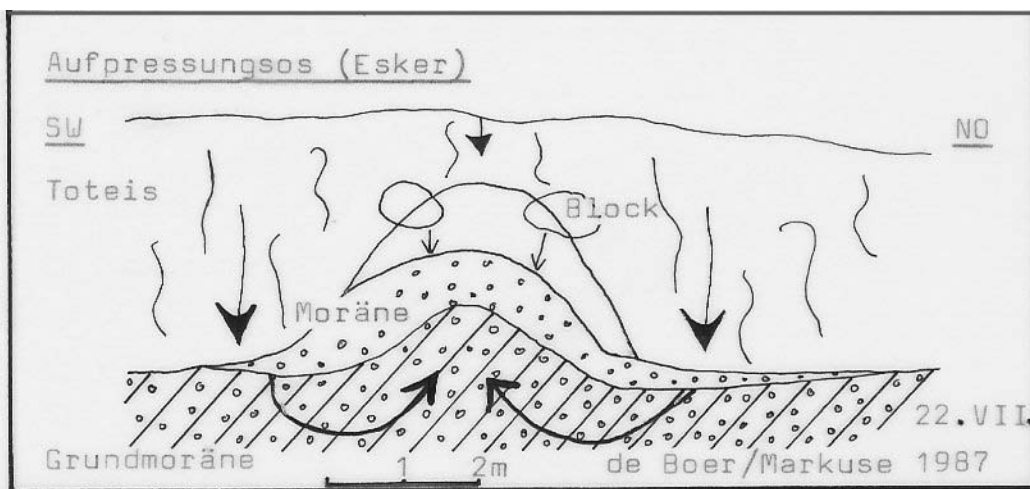 Aufpressungsos (Esker)
SW NO
Toteis
Block
Moräne
22.VII.
Grundmoräne 1 2m de Boer/Markuse 1987